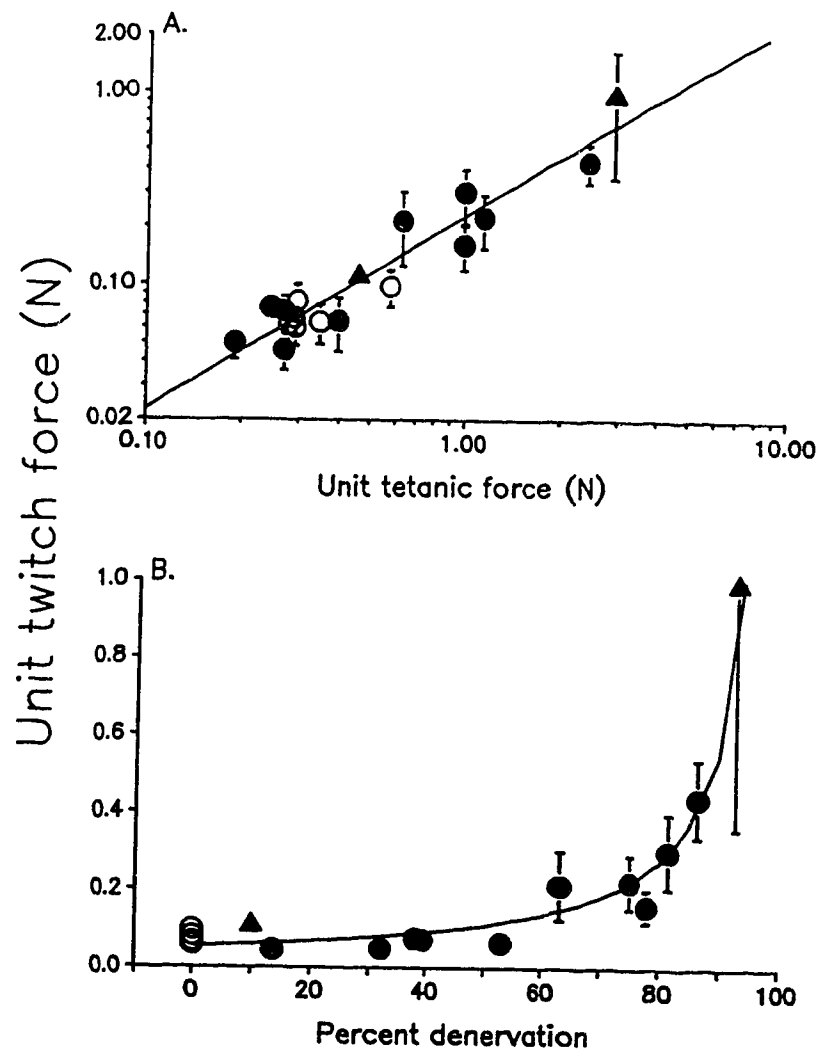 A.
2.00
1.00
0.10
0.02
0.10 1.00 10.00
Unit tetanic force (N)
Unit twitch force (N)
B.
1.0
0.8
0.6
0.4
0.2
0.0
0 20 40 60 80 100
Percent denervation